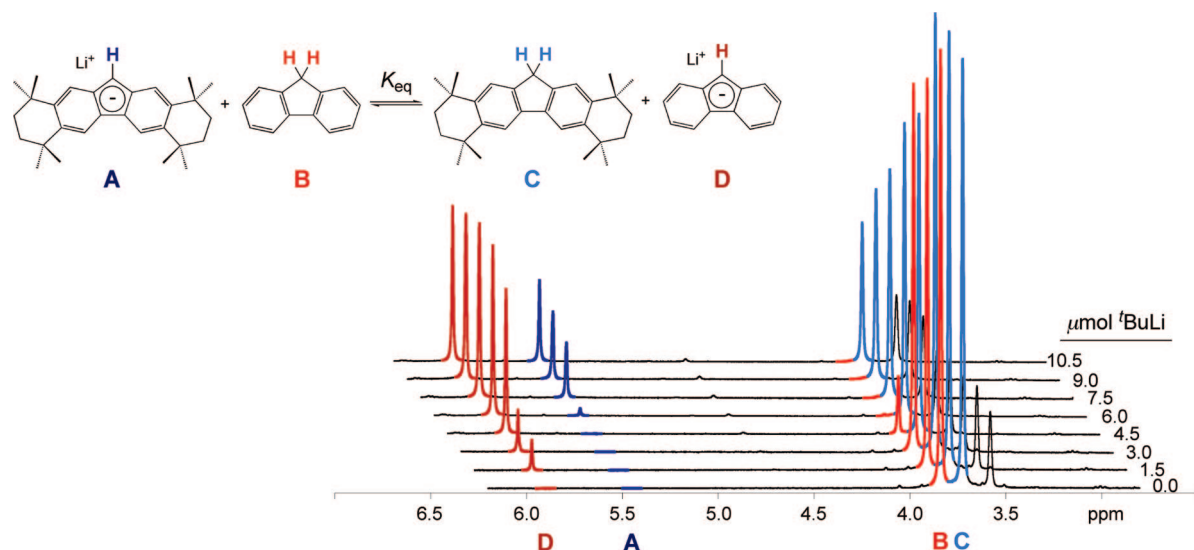 Li⁺ H H H H H Li⁺ H
- + Keq + -
A B C D
μmol ᵗBuLi
10.5
9.0
7.5
6.0
4.5
3.0
1.5
0.0
6.5 6.0 5.5 5.0 4.5 4.0 3.5 ppm
D A B C